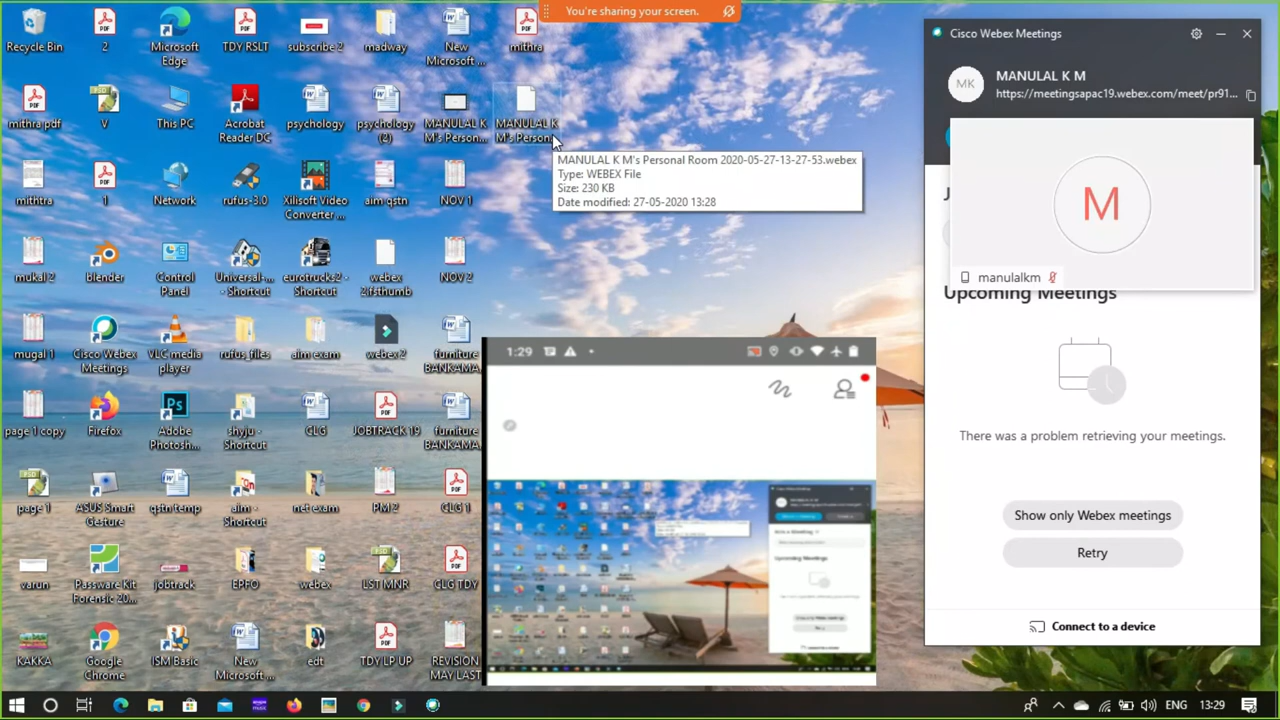 You're sharing your screen.
Recycle Bin
2
Microsoft
Edge
TDY RSLT
subscribe 2
madway
New
Microsoft ...
mithra
mithra.pdf
V
This PC
Acrobat
Reader DC
psychology
psychology
(2)
MANULAL K
M's Person...
MANULAL K
M's Person...
mithtra
1
Network
rufus-3.0
Xilisoft Video
Converter ...
aim qstn
NOV 1
MANULAL K M's Personal Room 2020-05-27-13-27-53.webex
Type: WEBEX File
Size: 230 KB
Date modified: 27-05-2020 13:28
mukal 2
blender
Control
Panel
Universal-...
- Shortcut
eurotruck32 -
Shortcut
webex
2.fsthumb
NOV 2
mugal 1
Cisco Webex
Meetings
VLC media
player
rufus_files
aim exam
webex 2
furniture
BANKAMA...
page 1 copy
Firefox
Adobe
Photosh...
shyju -
Shortcut
CLG
JOBTRACK 19
furniture
BANKAMA...
page 1
ASUS Smart
Gesture
qstn temp
aim -
Shortcut
net exam
PM 2
CLG 1
varun
Passware Kit
Forensic 20...
jobtrack
EPFO
webex
LST MNR
CLG TDY
KAKKA
Google
Chrome
ISM Basic
New
Microsoft ...
edt
TDY LP UP
REVISION
MAY LAST
1:29
Cisco Webex Meetings
MK
MANULAL K M
https://meetingsapac19.webex.com/meet/pr91...
M
manulalkm
Upcoming Meetings
There was a problem retrieving your meetings.
Show only Webex meetings
Retry
Connect to a device
amazon
music
ENG
13:29